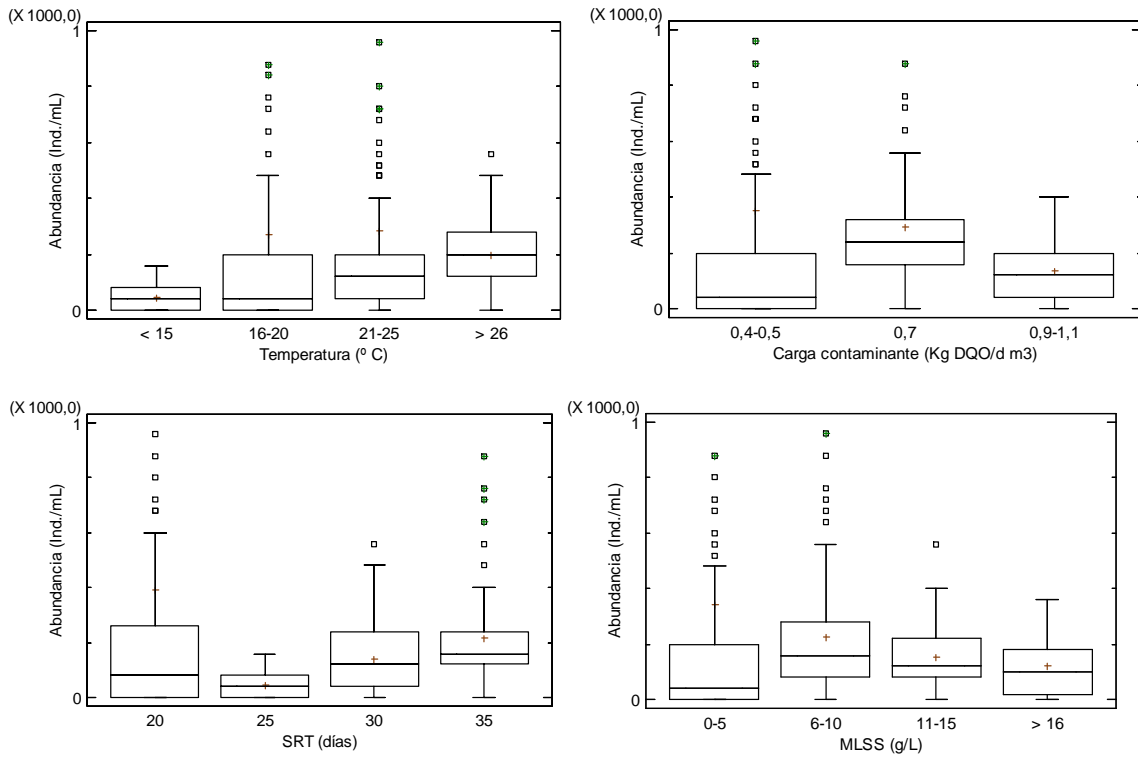 (X 1000,0)
1
Abundancia (Ind./mL)
0
< 15 16-20 21-25 > 26
Temperatura (º C)
(X 1000,0)
1
Abundancia (Ind./mL)
0
0,4-0,5 0,7 0,9-1,1
Carga contaminante (Kg DQO/d m3)
(X 1000,0)
1
Abundancia (Ind./mL)
0
20 25 30 35
SRT (días)
(X 1000,0)
1
Abundancia (Ind./mL)
0
0-5 6-10 11-15 > 16
MLSS (g/L)